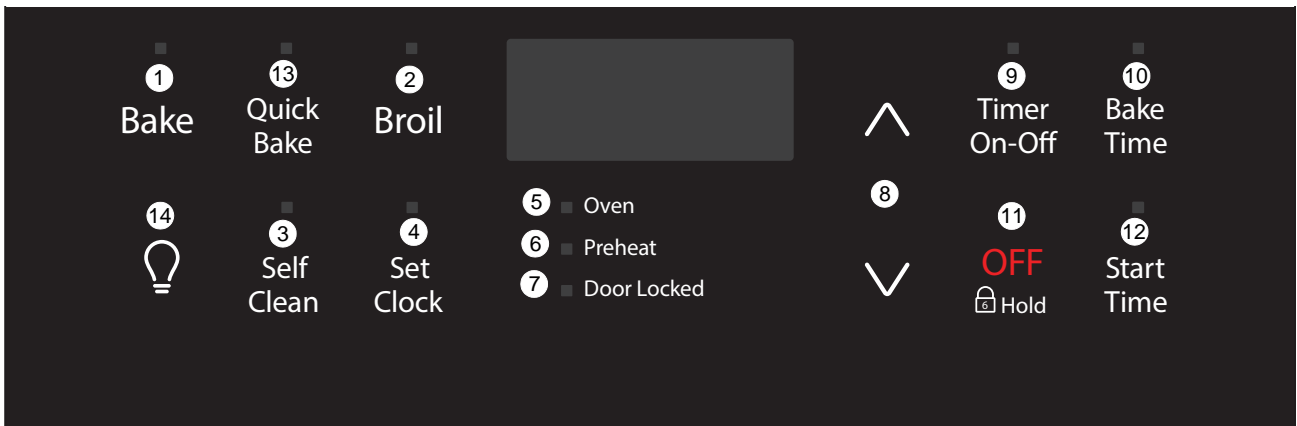 1
Bake
13
Quick
Bake
2
Broil
14
3
Self
Clean
4
Set
Clock
5 Oven
6 Preheat
7 Door Locked
8
9
Timer
On-Off
10
Bake
Time
11
OFF
6 Hold
12
Start
Time